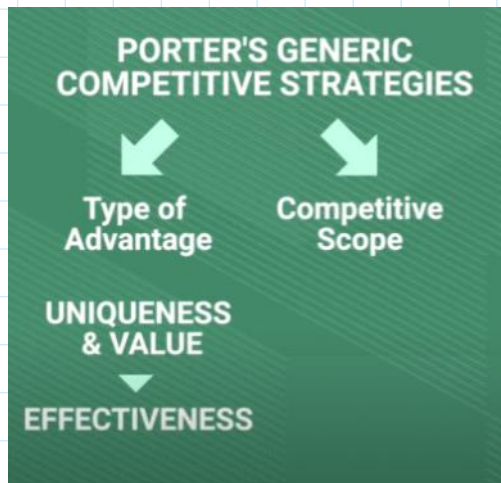 PORTER'S GENERIC
COMPETITIVE STRATEGIES
Type of
Advantage
Competitive
Scope
UNIQUENESS
& VALUE
EFFECTIVENESS